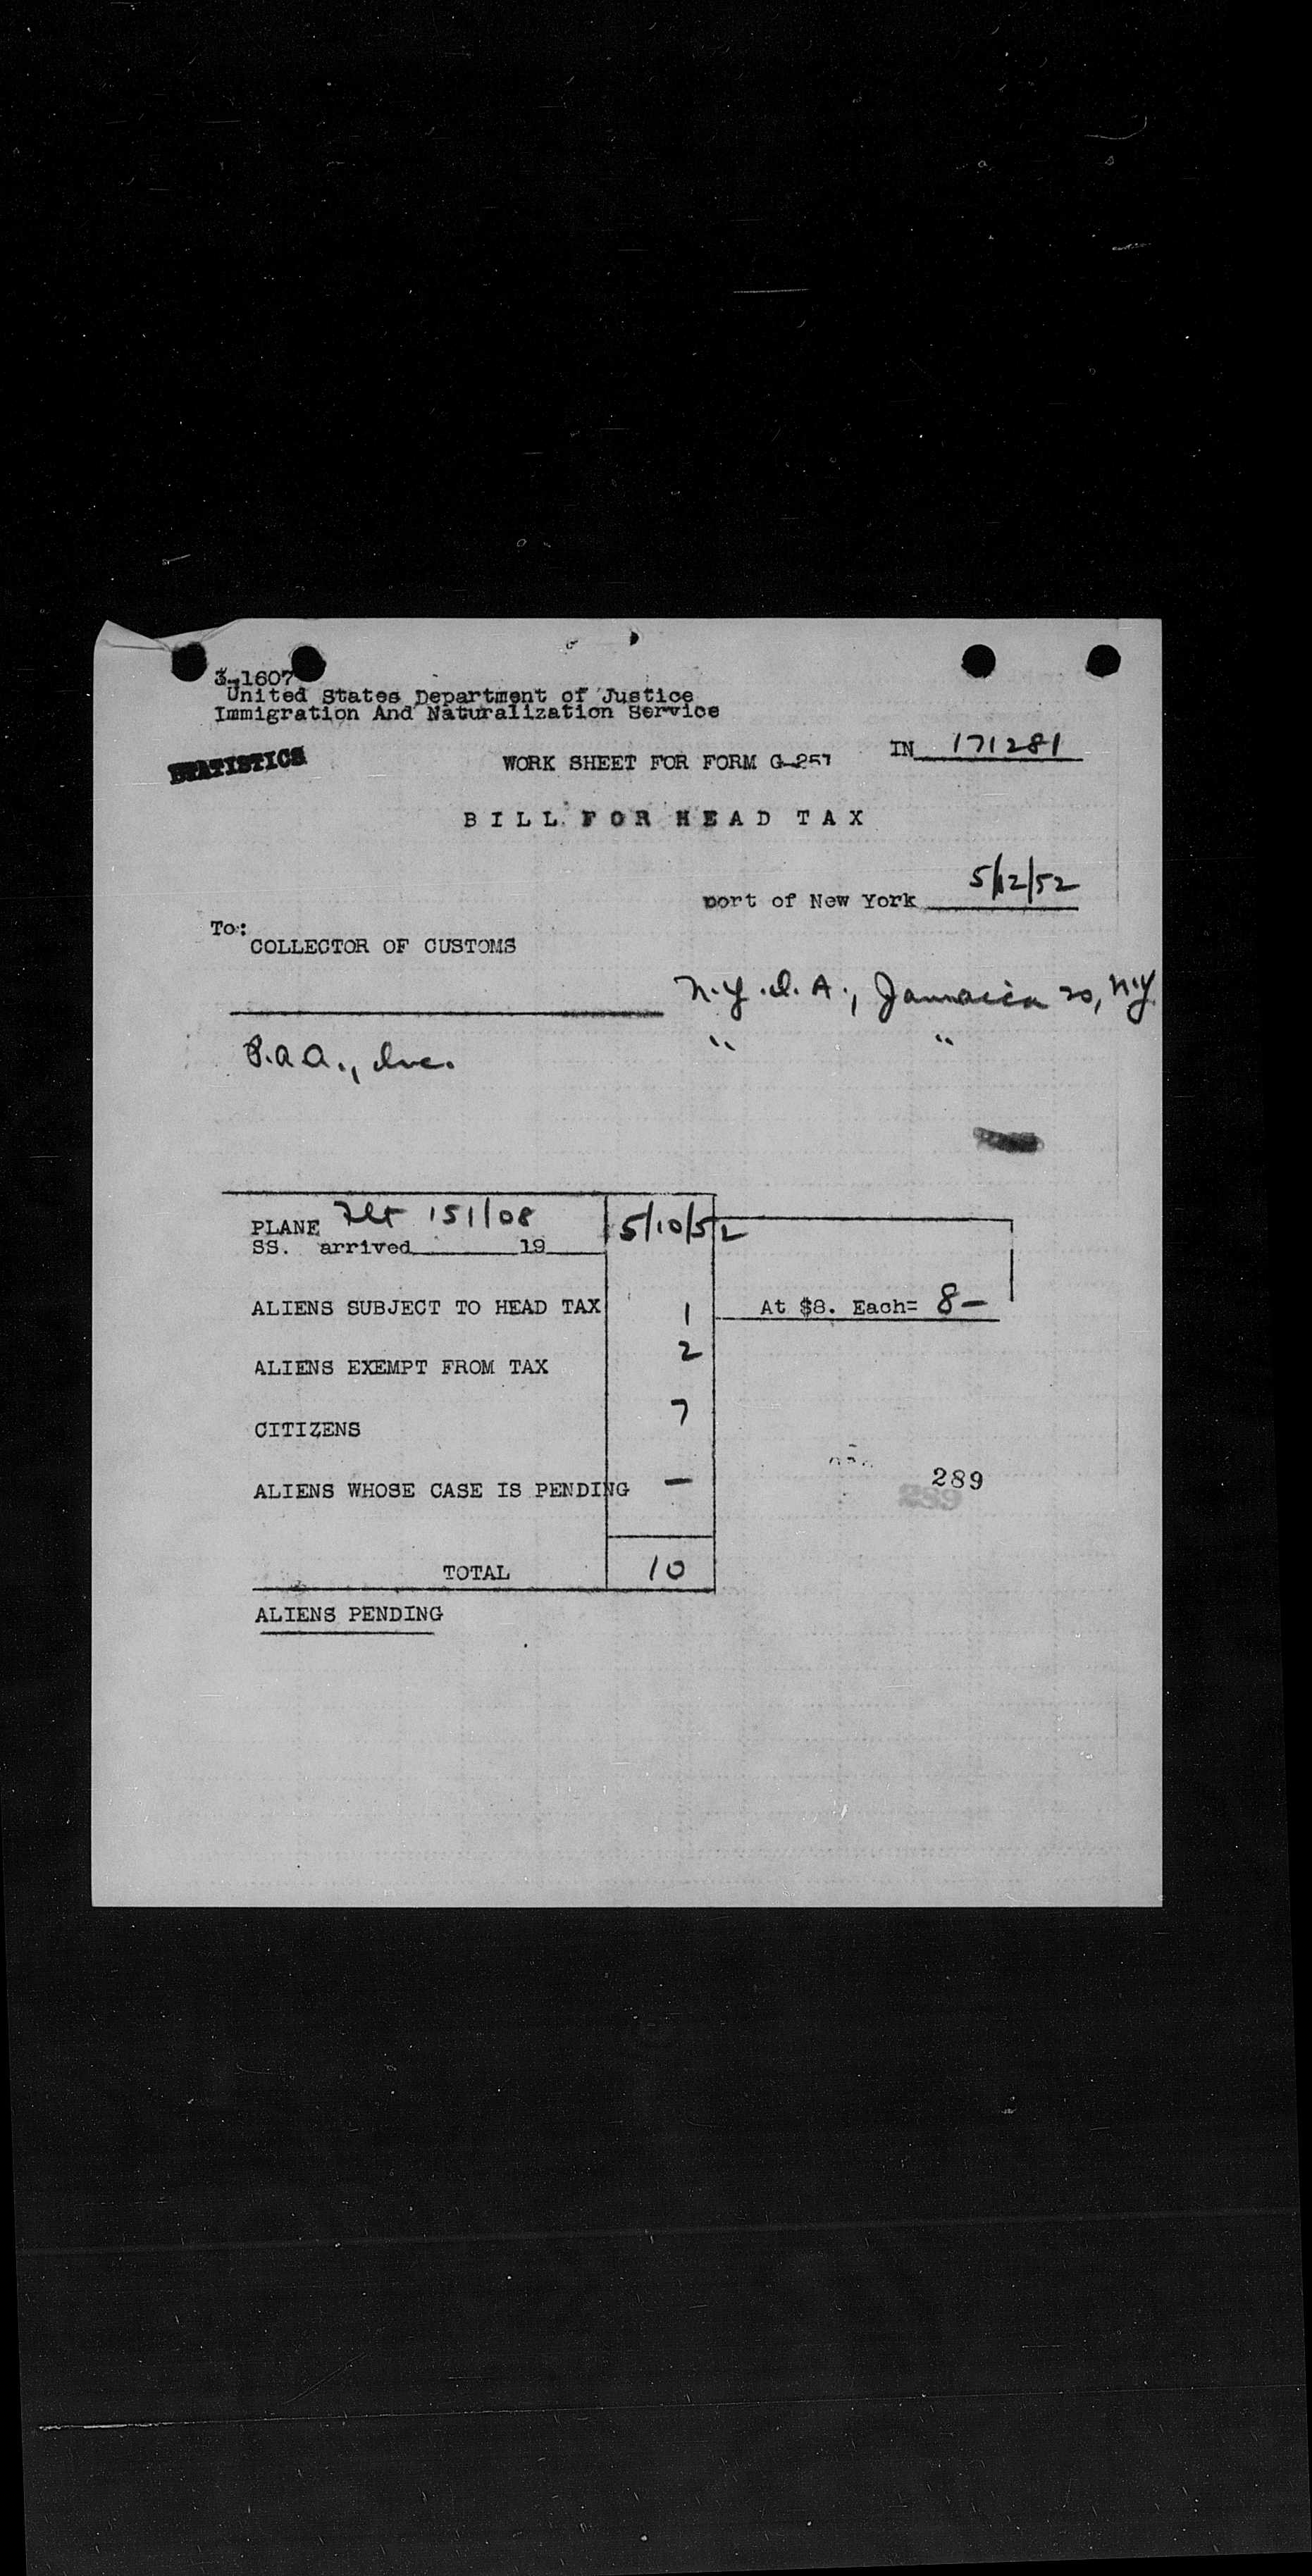 3-1607
United States Department of Justice
Immigration And Naturalization Service
STATISTICS
WORK SHEET FOR FORM G-257
IN 171281
BILL FOR HEAD TAX
port of New York 5/12/52
To:
COLLECTOR OF CUSTOMS
N.Y.I.A., Jamaica 20, N.Y.
P.A.A., Inc. " "
PLANE Flt 151/08 5/10/52
SS. arrived 19
ALIENS SUBJECT TO HEAD TAX 1 At $8. Each= 8-
ALIENS EXEMPT FROM TAX 2
CITIZENS 7
ALIENS WHOSE CASE IS PENDING -
289
289
TOTAL 10
ALIENS PENDING